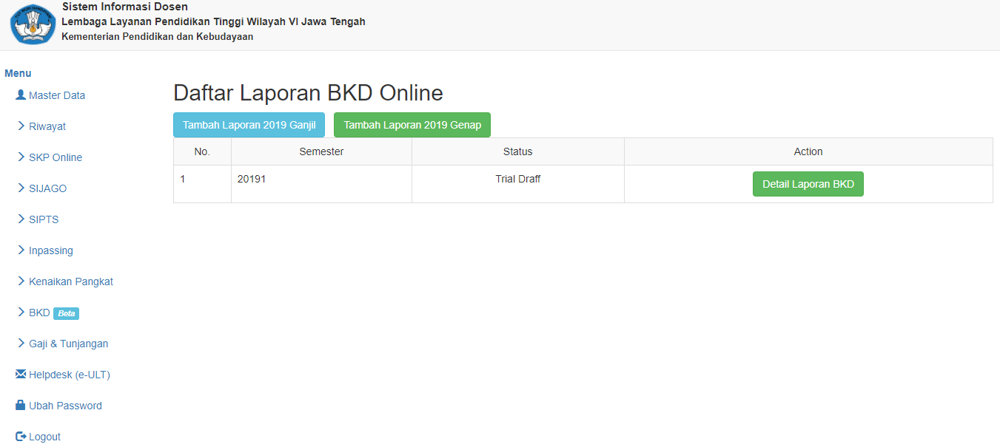 Sistem Informasi Dosen
Lembaga Layanan Pendidikan Tinggi Wilayah VI Jawa Tengah
Kementerian Pendidikan dan Kebudayaan
Menu
Master Data
Riwayat
SKP Online
SIJAGO
SIPTS
Inpassing
Kenaikan Pangkat
BKD Beta
Gaji & Tunjangan
Helpdesk (e-ULT)
Ubah Password
Logout
Daftar Laporan BKD Online
Tambah Laporan 2019 Ganjil Tambah Laporan 2019 Genap
No. Semester Status Action
1 20191 Trial Draff Detail Laporan BKD